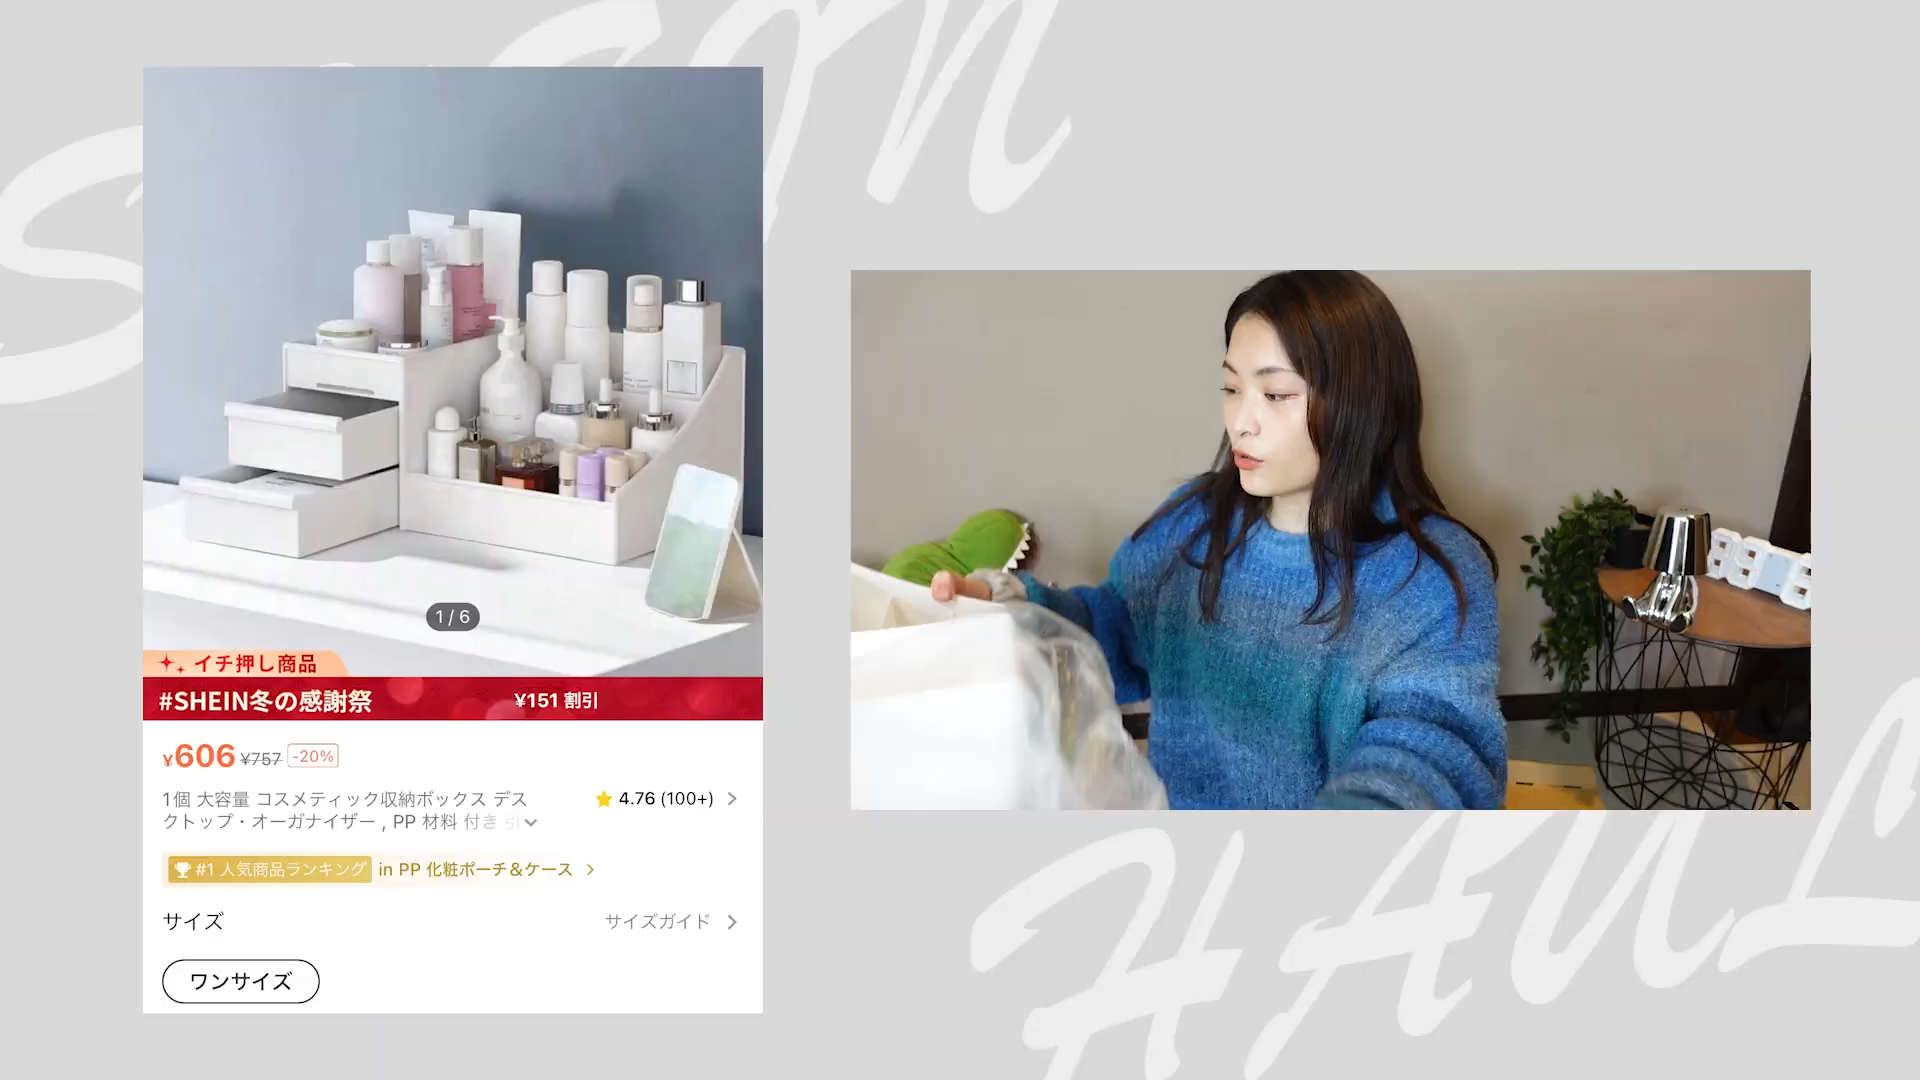 SHEIN
HAUL
1 / 6
イチ押し商品
#SHEIN冬の感謝祭 ¥151 割引
¥606 ¥757 -20%
1個 大容量 コスメティック収納ボックス デス
クトップ・オーガナイザー , PP 材料 付き 引
4.76 (100+)
#1 人気商品ランキング in PP 化粧ポーチ&ケース
サイズ サイズガイド
ワンサイズ